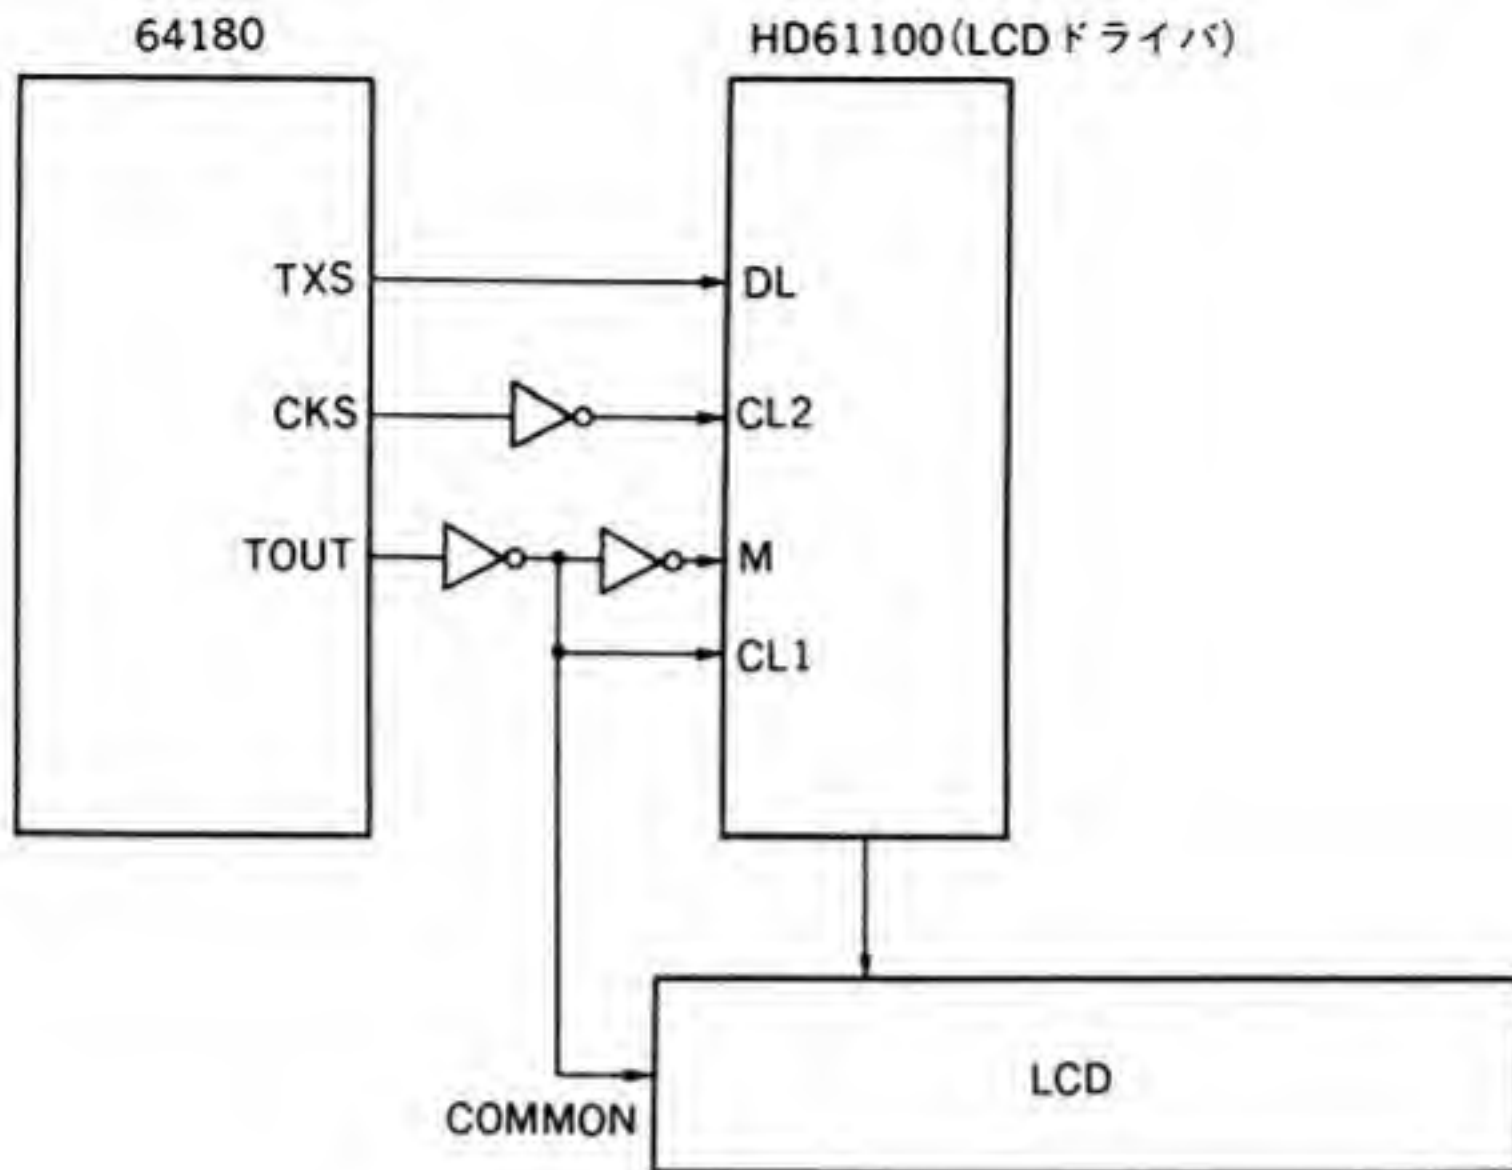 64180
HD61100(LCDドライバ)
TXS
DL
CKS
CL2
TOUT
M
CL1
LCD
COMMON